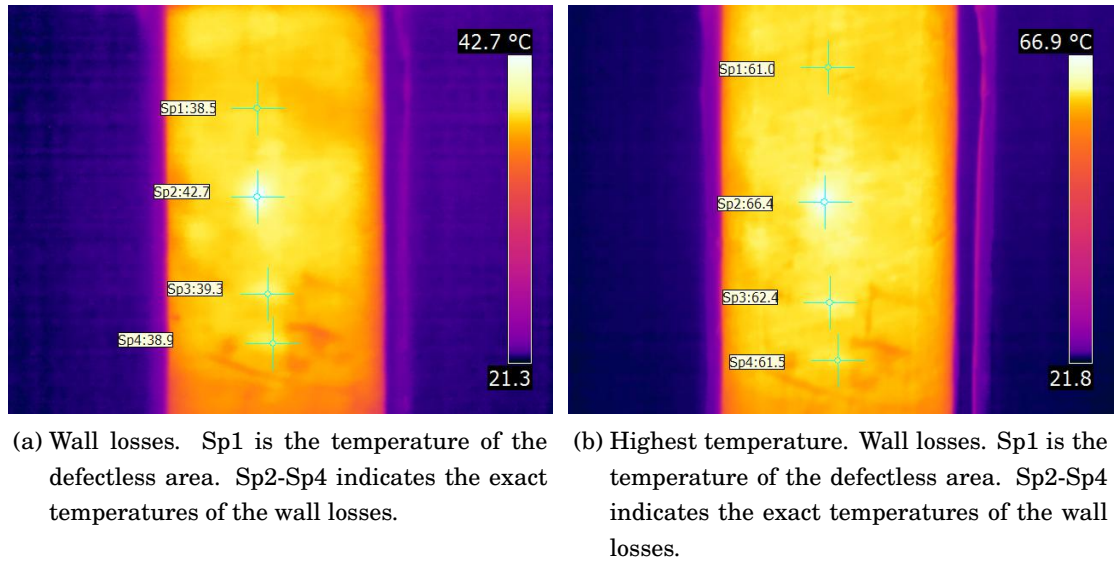 42.7 °C
Sp1:38.5
Sp2:42.7
Sp3:39.3
Sp4:38.9
21.3
66.9 °C
Sp1:61.0
Sp2:66.4
Sp3:62.4
Sp4:61.5
21.8
(a) Wall losses. Sp1 is the temperature of the
defectless area. Sp2-Sp4 indicates the exact
temperatures of the wall losses.
(b) Highest temperature. Wall losses. Sp1 is the
temperature of the defectless area. Sp2-Sp4
indicates the exact temperatures of the wall
losses.